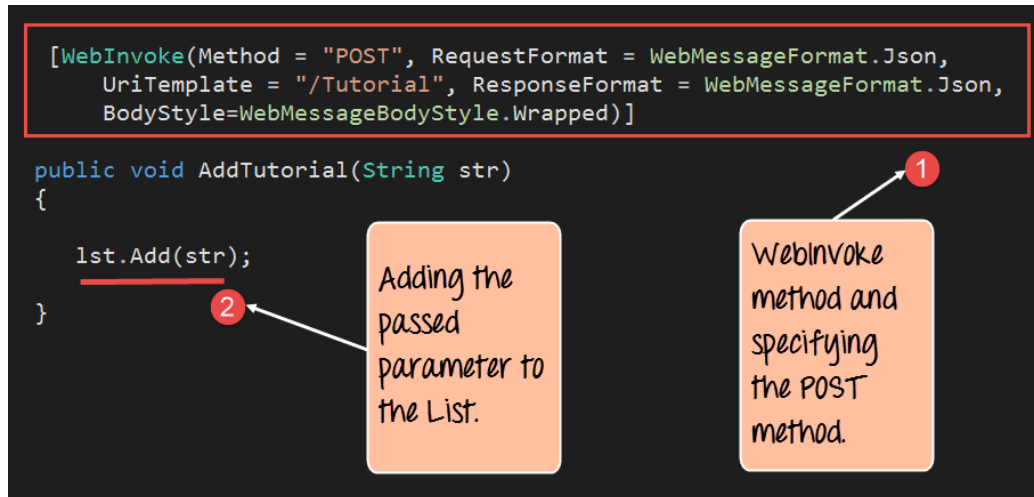 [WebInvoke(Method = "POST", RequestFormat = WebMessageFormat.Json,
UriTemplate = "/Tutorial", ResponseFormat = WebMessageFormat.Json,
BodyStyle=WebMessageBodyStyle.Wrapped)]
public void AddTutorial(String str)
{
lst.Add(str);
}
1
WebInvoke
method and
specifying
the POST
method.
2
Adding the
passed
parameter to
the List.